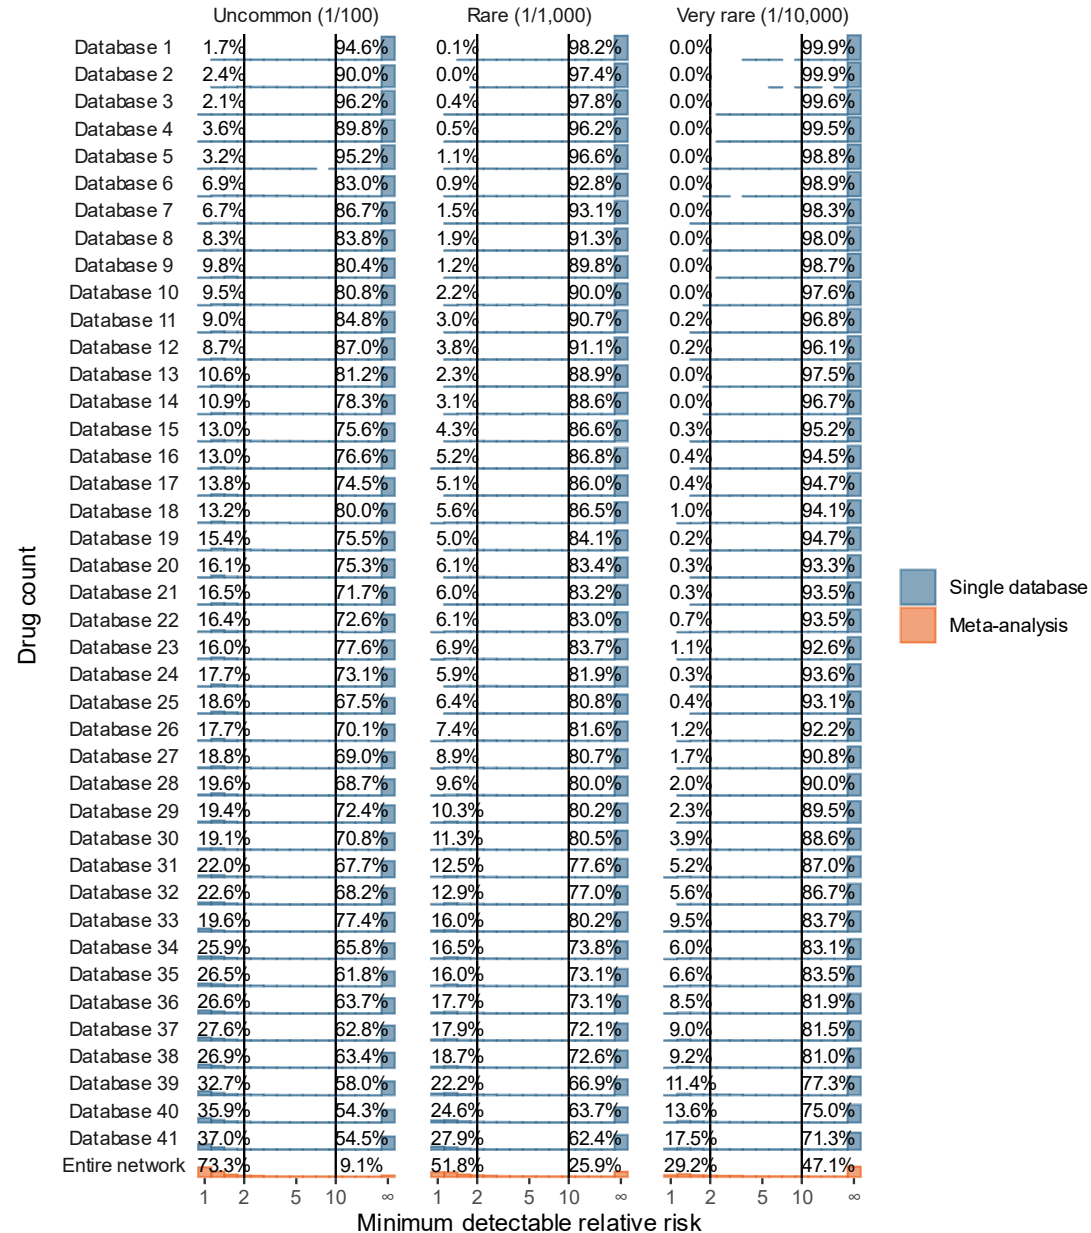 Uncommon (1/100) Rare (1/1,000) Very rare (1/10,000)
Database 1 1.7% 94.6% 0.1% 98.2% 0.0% 99.9%
Database 2 2.4% 90.0% 0.0% 97.4% 0.0% 99.9%
Database 3 2.1% 96.2% 0.4% 97.8% 0.0% 99.6%
Database 4 3.6% 89.8% 0.5% 96.2% 0.0% 99.5%
Database 5 3.2% 95.2% 1.1% 96.6% 0.0% 98.8%
Database 6 6.9% 83.0% 0.9% 92.8% 0.0% 98.9%
Database 7 6.7% 86.7% 1.5% 93.1% 0.0% 98.3%
Database 8 8.3% 83.8% 1.9% 91.3% 0.0% 98.0%
Database 9 9.8% 80.4% 1.2% 89.8% 0.0% 98.7%
Database 10 9.5% 80.8% 2.2% 90.0% 0.0% 97.6%
Database 11 9.0% 84.8% 3.0% 90.7% 0.2% 96.8%
Database 12 8.7% 87.0% 3.8% 91.1% 0.2% 96.1%
Database 13 10.6% 81.2% 2.3% 88.9% 0.0% 97.5%
Database 14 10.9% 78.3% 3.1% 88.6% 0.0% 96.7%
Database 15 13.0% 75.6% 4.3% 86.6% 0.3% 95.2%
Database 16 13.0% 76.6% 5.2% 86.8% 0.4% 94.5%
Database 17 13.8% 74.5% 5.1% 86.0% 0.4% 94.7%
Database 18 13.2% 80.0% 5.6% 86.5% 1.0% 94.1%
Database 19 15.4% 75.5% 5.0% 84.1% 0.2% 94.7%
Database 20 16.1% 75.3% 6.1% 83.4% 0.3% 93.3%
Database 21 16.5% 71.7% 6.0% 83.2% 0.3% 93.5%
Database 22 16.4% 72.6% 6.1% 83.0% 0.7% 93.5%
Database 23 16.0% 77.6% 6.9% 83.7% 1.1% 92.6%
Database 24 17.7% 73.1% 5.9% 81.9% 0.3% 93.6%
Database 25 18.6% 67.5% 6.4% 80.8% 0.4% 93.1%
Database 26 17.7% 70.1% 7.4% 81.6% 1.2% 92.2%
Database 27 18.8% 69.0% 8.9% 80.7% 1.7% 90.8%
Database 28 19.6% 68.7% 9.6% 80.0% 2.0% 90.0%
Database 29 19.4% 72.4% 10.3% 80.2% 2.3% 89.5%
Database 30 19.1% 70.8% 11.3% 80.5% 3.9% 88.6%
Database 31 22.0% 67.7% 12.5% 77.6% 5.2% 87.0%
Database 32 22.6% 68.2% 12.9% 77.0% 5.6% 86.7%
Database 33 19.6% 77.4% 16.0% 80.2% 9.5% 83.7%
Database 34 25.9% 65.8% 16.5% 73.8% 6.0% 83.1%
Database 35 26.5% 61.8% 16.0% 73.1% 6.6% 83.5%
Database 36 26.6% 63.7% 17.7% 73.1% 8.5% 81.9%
Database 37 27.6% 62.8% 17.9% 72.1% 9.0% 81.5%
Database 38 26.9% 63.4% 18.7% 72.6% 9.2% 81.0%
Database 39 32.7% 58.0% 22.2% 66.9% 11.4% 77.3%
Database 40 35.9% 54.3% 24.6% 63.7% 13.6% 75.0%
Database 41 37.0% 54.5% 27.9% 62.4% 17.5% 71.3%
Entire network 73.3% 9.1% 51.8% 25.9% 29.2% 47.1%
1 2 5 10 ∞ 1 2 5 10 ∞ 1 2 5 10 ∞
Minimum detectable relative risk
Drug count
Single database
Meta-analysis